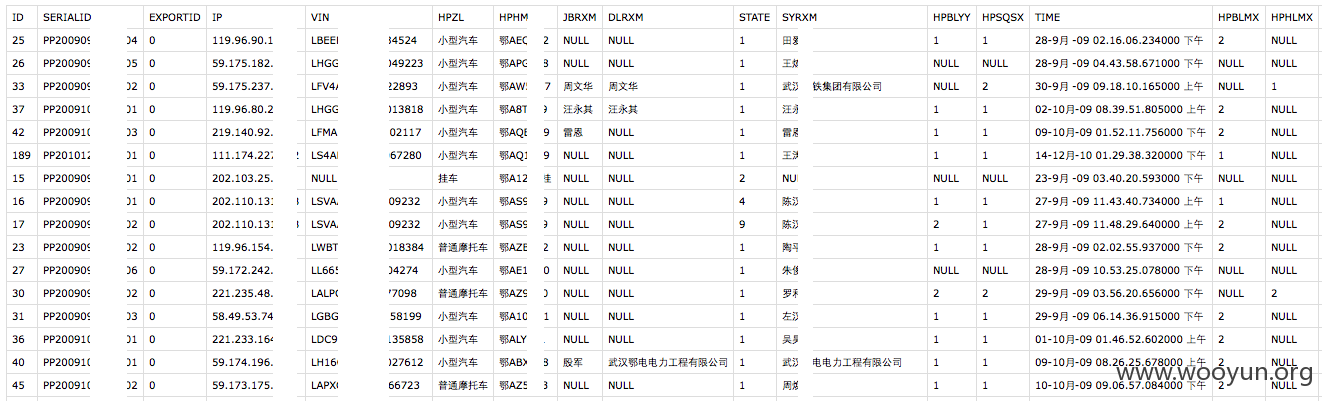 ID SERIALID EXPORTID IP VIN HPZL HPHM JBRXM DLRXM STATE SYRXM HPBLYY HPSQSX TIME HPBLMX HPHLMX
25 PP200909 04 0 119.96.90.1 LBEE 34524 小型汽车 鄂AEQ 2 NULL NULL 1 田 1 1 28-9月 -09 02.16.06.234000 下午 2 NULL
26 PP200909 05 0 59.175.182. LHGG 049223 小型汽车 鄂APG 8 NULL NULL 1 王 NULL NULL 28-9月 -09 04.43.58.671000 下午 NULL NULL
33 PP200909 02 0 59.175.237. LFV4 22893 小型汽车 鄂AW 7 周文华 周文华 1 武汉 铁集团有限公司 NULL 2 30-9月 -09 09.18.10.165000 上午 NULL 1
37 PP200910 01 0 119.96.80.2 LHGG 013818 小型汽车 鄂A8T 9 汪永其 汪永其 1 汪 1 1 02-10月-09 08.39.51.805000 上午 2 NULL
42 PP200910 03 0 219.140.92. LFMA 02117 小型汽车 鄂AQE 9 雷恩 NULL 1 雷 1 1 09-10月-09 01.52.11.756000 下午 2 NULL
189 PP201012 01 0 111.174.227 2 LS4A 067280 小型汽车 鄂AQ1 9 NULL NULL 1 王 1 1 14-12月-10 01.29.38.320000 下午 1 NULL
15 PP200909 01 0 202.103.25. NULL 挂车 鄂A12 挂 NULL NULL 2 NU NULL NULL 27-9月 -09 03.40.20.593000 下午 NULL NULL
16 PP200909 01 0 202.110.131 3 LSVA 09232 小型汽车 鄂AS9 9 NULL NULL 4 陈 1 1 27-9月 -09 11.43.40.734000 上午 1 NULL
17 PP200909 02 0 202.110.131 3 LSVA 09232 小型汽车 鄂AS9 9 NULL NULL 9 陈 2 1 27-9月 -09 11.48.29.640000 上午 2 NULL
23 PP200909 02 0 119.96.154. LWBT 018384 普通摩托车 鄂AZE 2 NULL NULL 1 陶 1 1 28-9月 -09 02.02.55.937000 下午 2 NULL
27 PP200909 06 0 59.172.242. LL665 04274 小型汽车 鄂AE1 0 NULL NULL 1 朱 NULL NULL 28-9月 -09 10.53.25.078000 下午 NULL NULL
30 PP200909 02 0 221.235.48. LALPC 77098 普通摩托车 鄂AZ9 0 NULL NULL 1 罗 2 2 29-9月 -09 03.56.20.656000 下午 NULL 2
31 PP200909 03 0 58.49.53.74 LGBG 58199 小型汽车 鄂A10 1 NULL NULL 1 左 1 1 29-9月 -09 06.14.36.915000 下午 2 NULL
36 PP200910 01 0 221.233.164 LDC9 135858 小型汽车 鄂ALY NULL NULL 1 吴 1 1 01-10月-09 01.46.52.602000 上午 2 NULL
40 PP200910 01 0 59.174.196. LH16 027612 小型汽车 鄂ABX 8 殷军 武汉鄂电电力工程有限公司 1 武 电电力工程有限公司 1 1 09-10月-09 08.26.25.678000 上午 2 NULL
45 PP200910 02 0 59.173.175. LAPX 66723 普通摩托车 鄂AZ5 3 NULL NULL 1 周 1 1 10-10月-09 09.06.57.084000 下午 2 NULL
www.wooyun.org